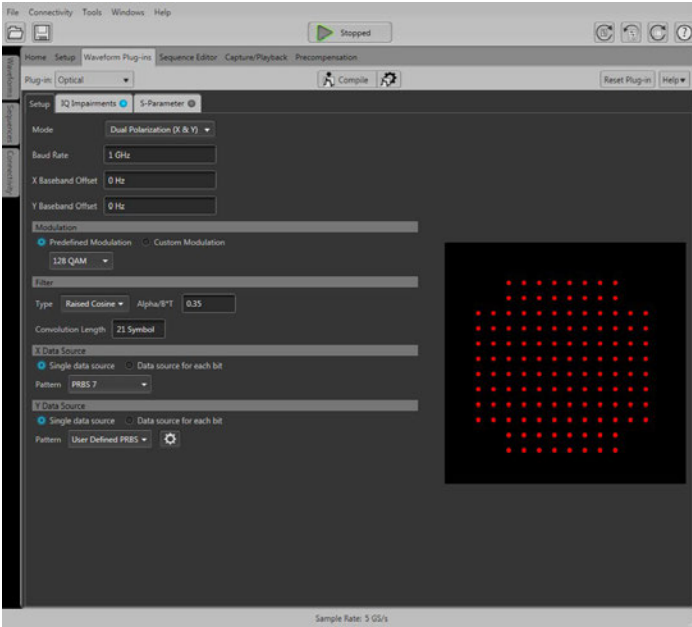 File Connectivity Tools Windows Help
Stopped
Home Setup Waveform Plug-ins Sequence Editor Capture/Playback Precompensation
Plug-in: Optical Compile Reset Plug-in Help
Waveforms
Sequences
Connectivity
Setup IQ Impairments S-Parameter
Mode Dual Polarization (X & Y)
Baud Rate 1 GHz
X Baseband Offset 0 Hz
Y Baseband Offset 0 Hz
Modulation
Predefined Modulation Custom Modulation
128 QAM
Filter
Type Raised Cosine Alpha/B*T 0.35
Convolution Length 21 Symbol
X Data Source
Single data source Data source for each bit
Pattern PRBS 7
Y Data Source
Single data source Data source for each bit
Pattern User Defined PRBS
Sample Rate: 5 GS/s